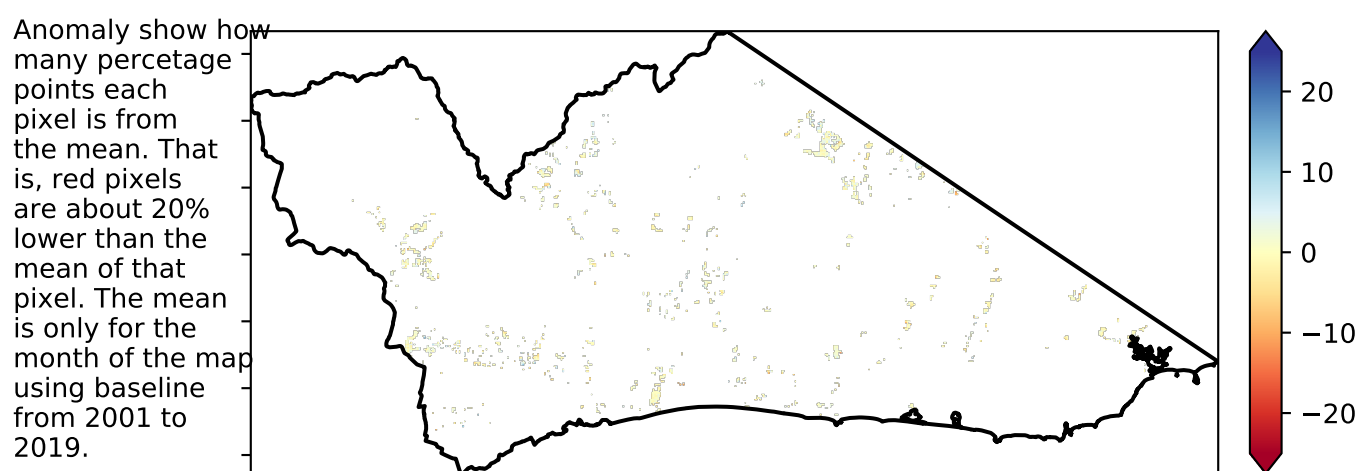 Anomaly show how
many percetage
points each
pixel is from
the mean. That
is, red pixels
are about 20%
lower than the
mean of that
pixel. The mean
is only for the
month of the map
using baseline
from 2001 to
2019.
20
10
0
−10
−20